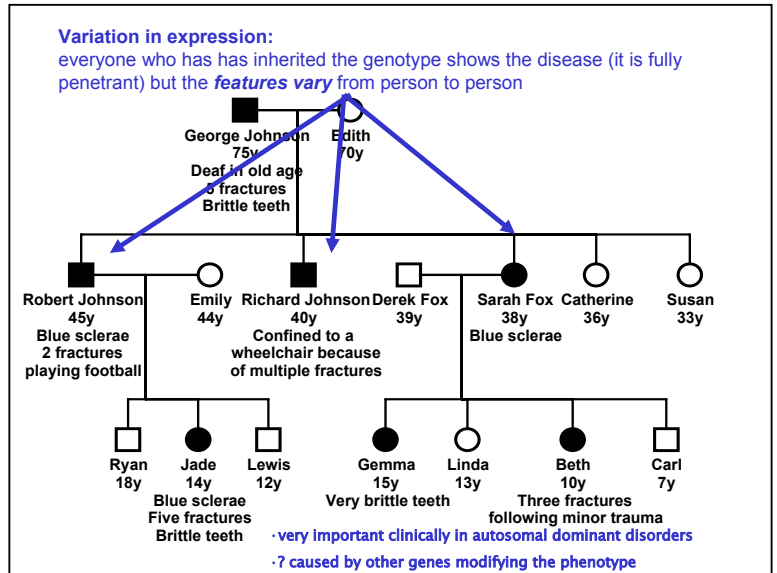 Variation in expression:
everyone who has has inherited the genotype shows the disease (it is fully
penetrant) but the features vary from person to person
George Johnson
75y
Deaf in old age
fractures
Brittle teeth
Edith
70y
Robert Johnson
45y
Blue sclerae
2 fractures
playing football
Emily
44y
Richard Johnson
40y
Confined to a
wheelchair because
of multiple fractures
Derek Fox
39y
Sarah Fox
38y
Blue sclerae
Catherine
36y
Susan
33y
Ryan
18y
Jade
14y
Blue sclerae
Five fractures
Brittle teeth
Lewis
12y
Gemma
15y
Very brittle teeth
Linda
13y
Beth
10y
Three fractures
following minor trauma
Carl
7y
·very important clinically in autosomal dominant disorders
·? caused by other genes modifying the phenotype